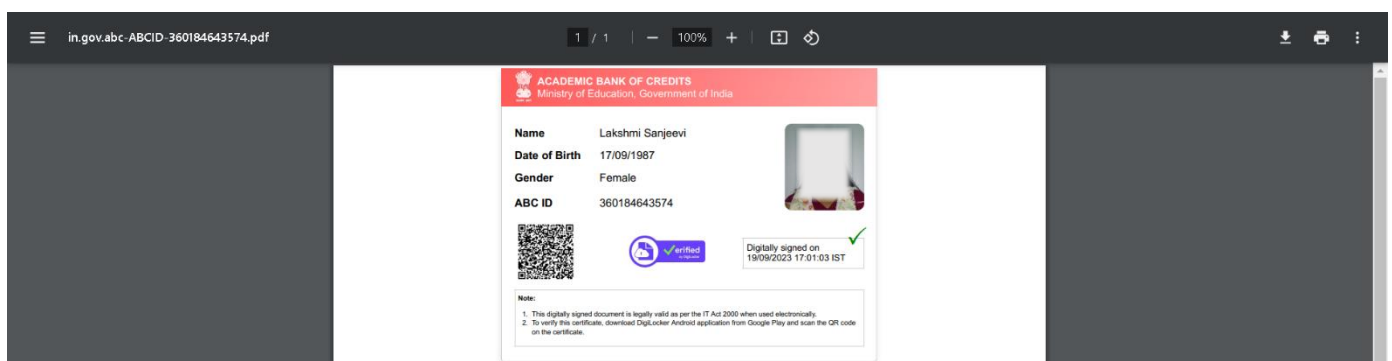 in.gov.abc-ABCID-360184643574.pdf
1 / 1
100%
ACADEMIC BANK OF CREDITS
Ministry of Education, Government of India
Name Lakshmi Sanjeevi
Date of Birth 17/09/1987
Gender Female
ABC ID 360184643574
Verified
by DigiLocker
Digitally signed on
19/09/2023 17:01:03 IST
Note:
1. This digitally signed document is legally valid as per the IT Act 2000 when used electronically.
2. To verify this certificate, download DigiLocker Android application from Google Play and scan the QR code
on the certificate.